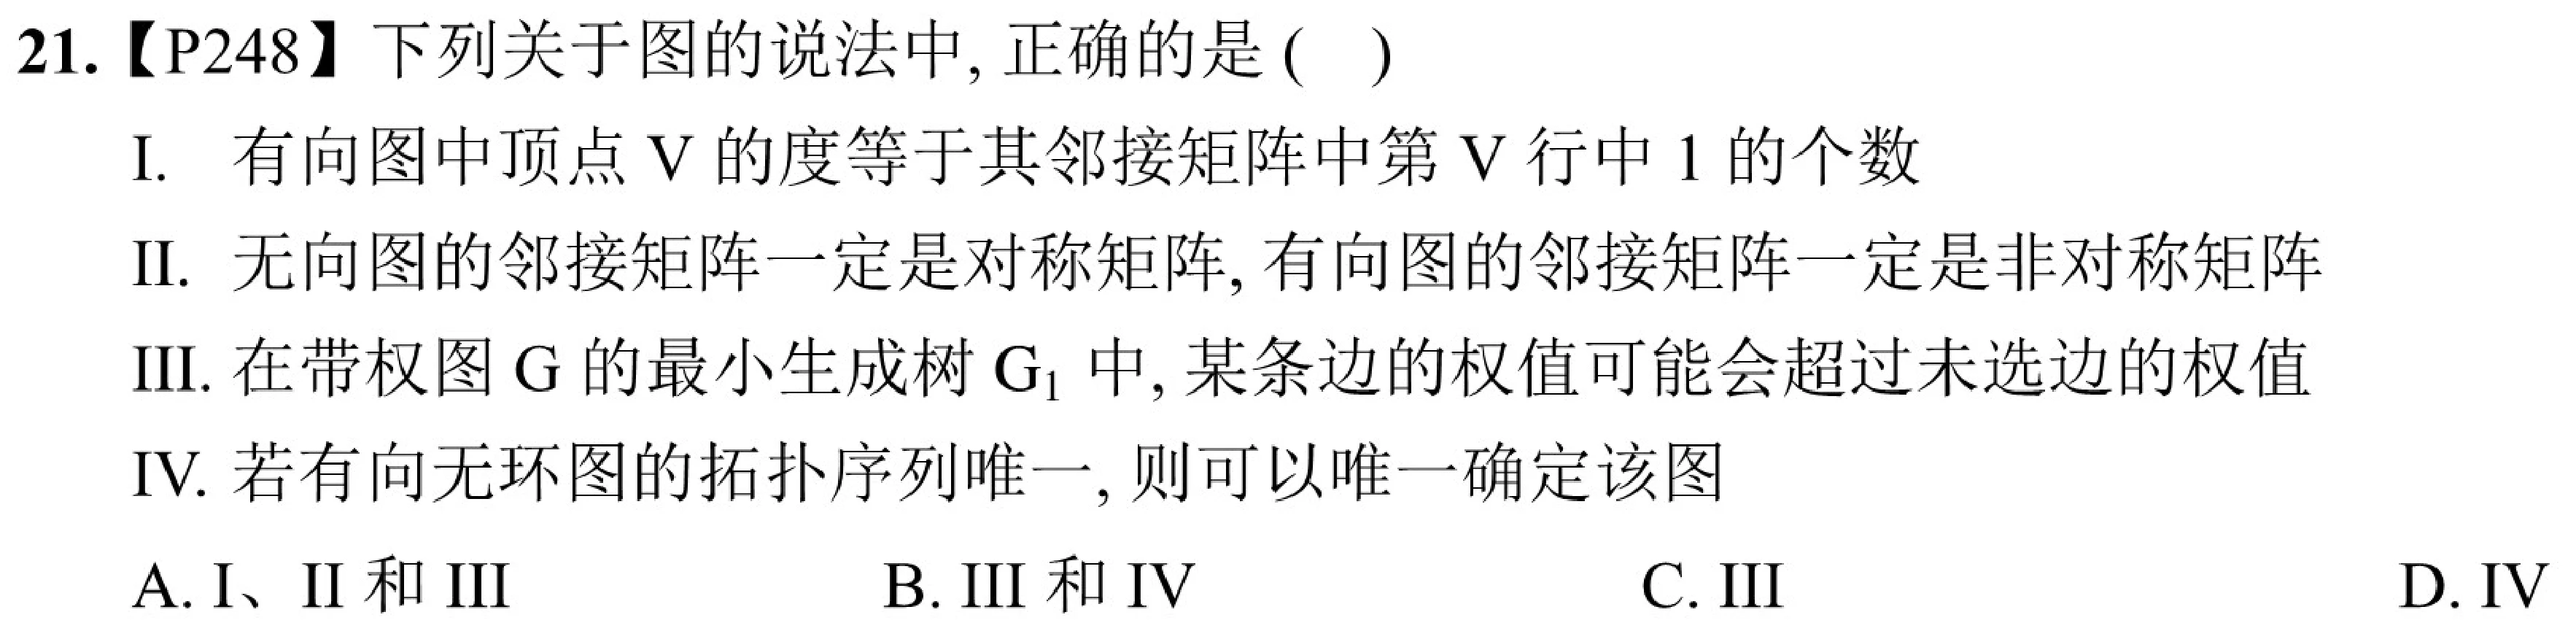 21.【P248】下列关于图的说法中, 正确的是 ( )
I. 有向图中顶点 V 的度等于其邻接矩阵中第 V 行中 1 的个数
II. 无向图的邻接矩阵一定是对称矩阵, 有向图的邻接矩阵一定是非对称矩阵
III. 在带权图 G 的最小生成树 G₁ 中, 某条边的权值可能会超过未选边的权值
IV. 若有向无环图的拓扑序列唯一, 则可以唯一确定该图
A. I、II 和 III B. III 和 IV C. III D. IV